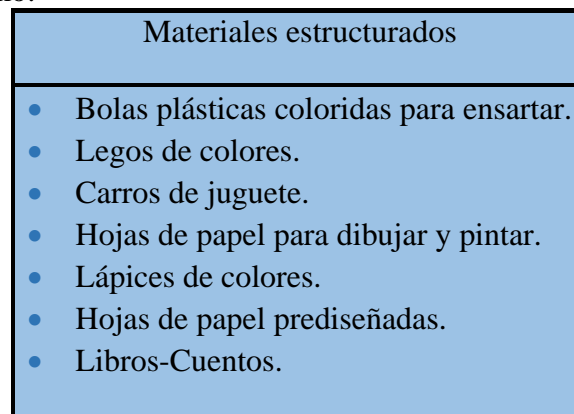 Materiales estructurados
• Bolas plásticas coloridas para ensartar.
• Legos de colores.
• Carros de juguete.
• Hojas de papel para dibujar y pintar.
• Lápices de colores.
• Hojas de papel prediseñadas.
• Libros-Cuentos.